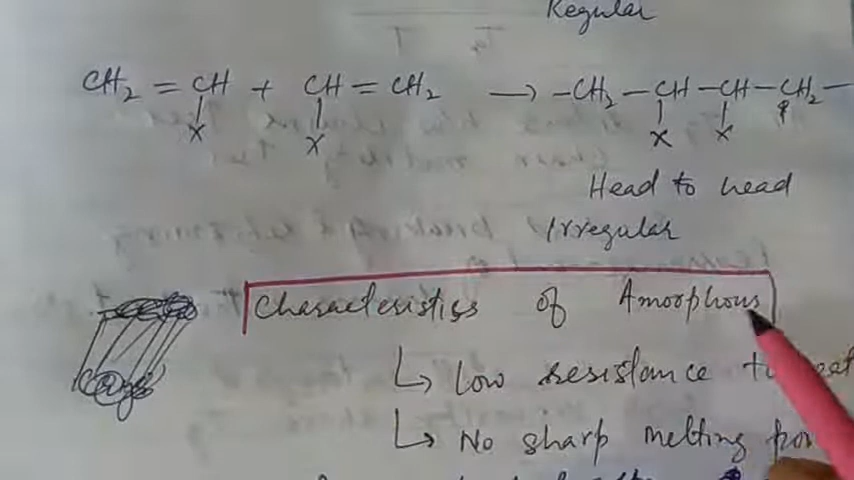 Regular
CH₂ = CH + CH = CH₂ → -CH₂ - CH - CH - CH₂ -
X X X X
Head to head
Irregular
Characteristics of Amorphous
↳ Low resistance to
↳ No sharp melting